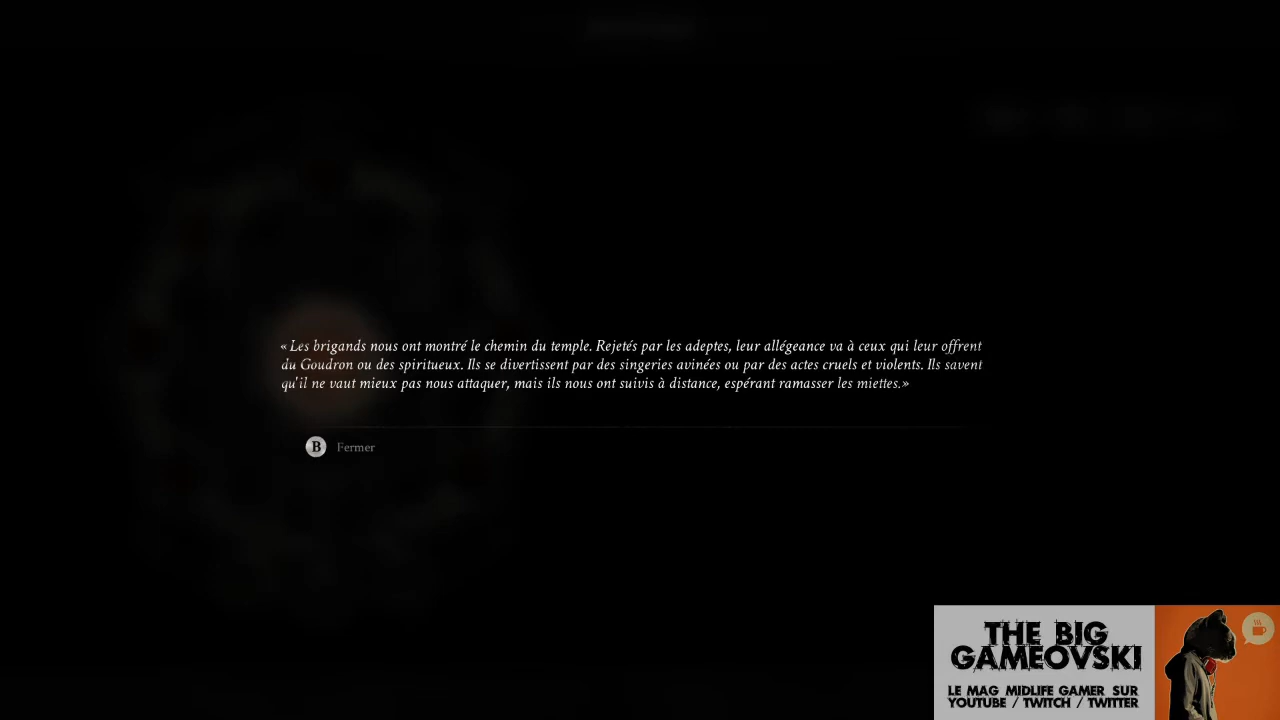 « Les brigands nous ont montré le chemin du temple. Rejetés par les adeptes, leur allégeance va à ceux qui leur offrent
du Goudron ou des spiritueux. Ils se divertissent par des singeries avinées ou par des actes cruels et violents. Ils savent
qu'il ne vaut mieux pas nous attaquer, mais ils nous ont suivis à distance, espérant ramasser les miettes.»
B Fermer
THE BIG
GAMEOVSKI
LE MAG MIDLIFE GAMER SUR
YOUTUBE / TWITCH / TWITTER